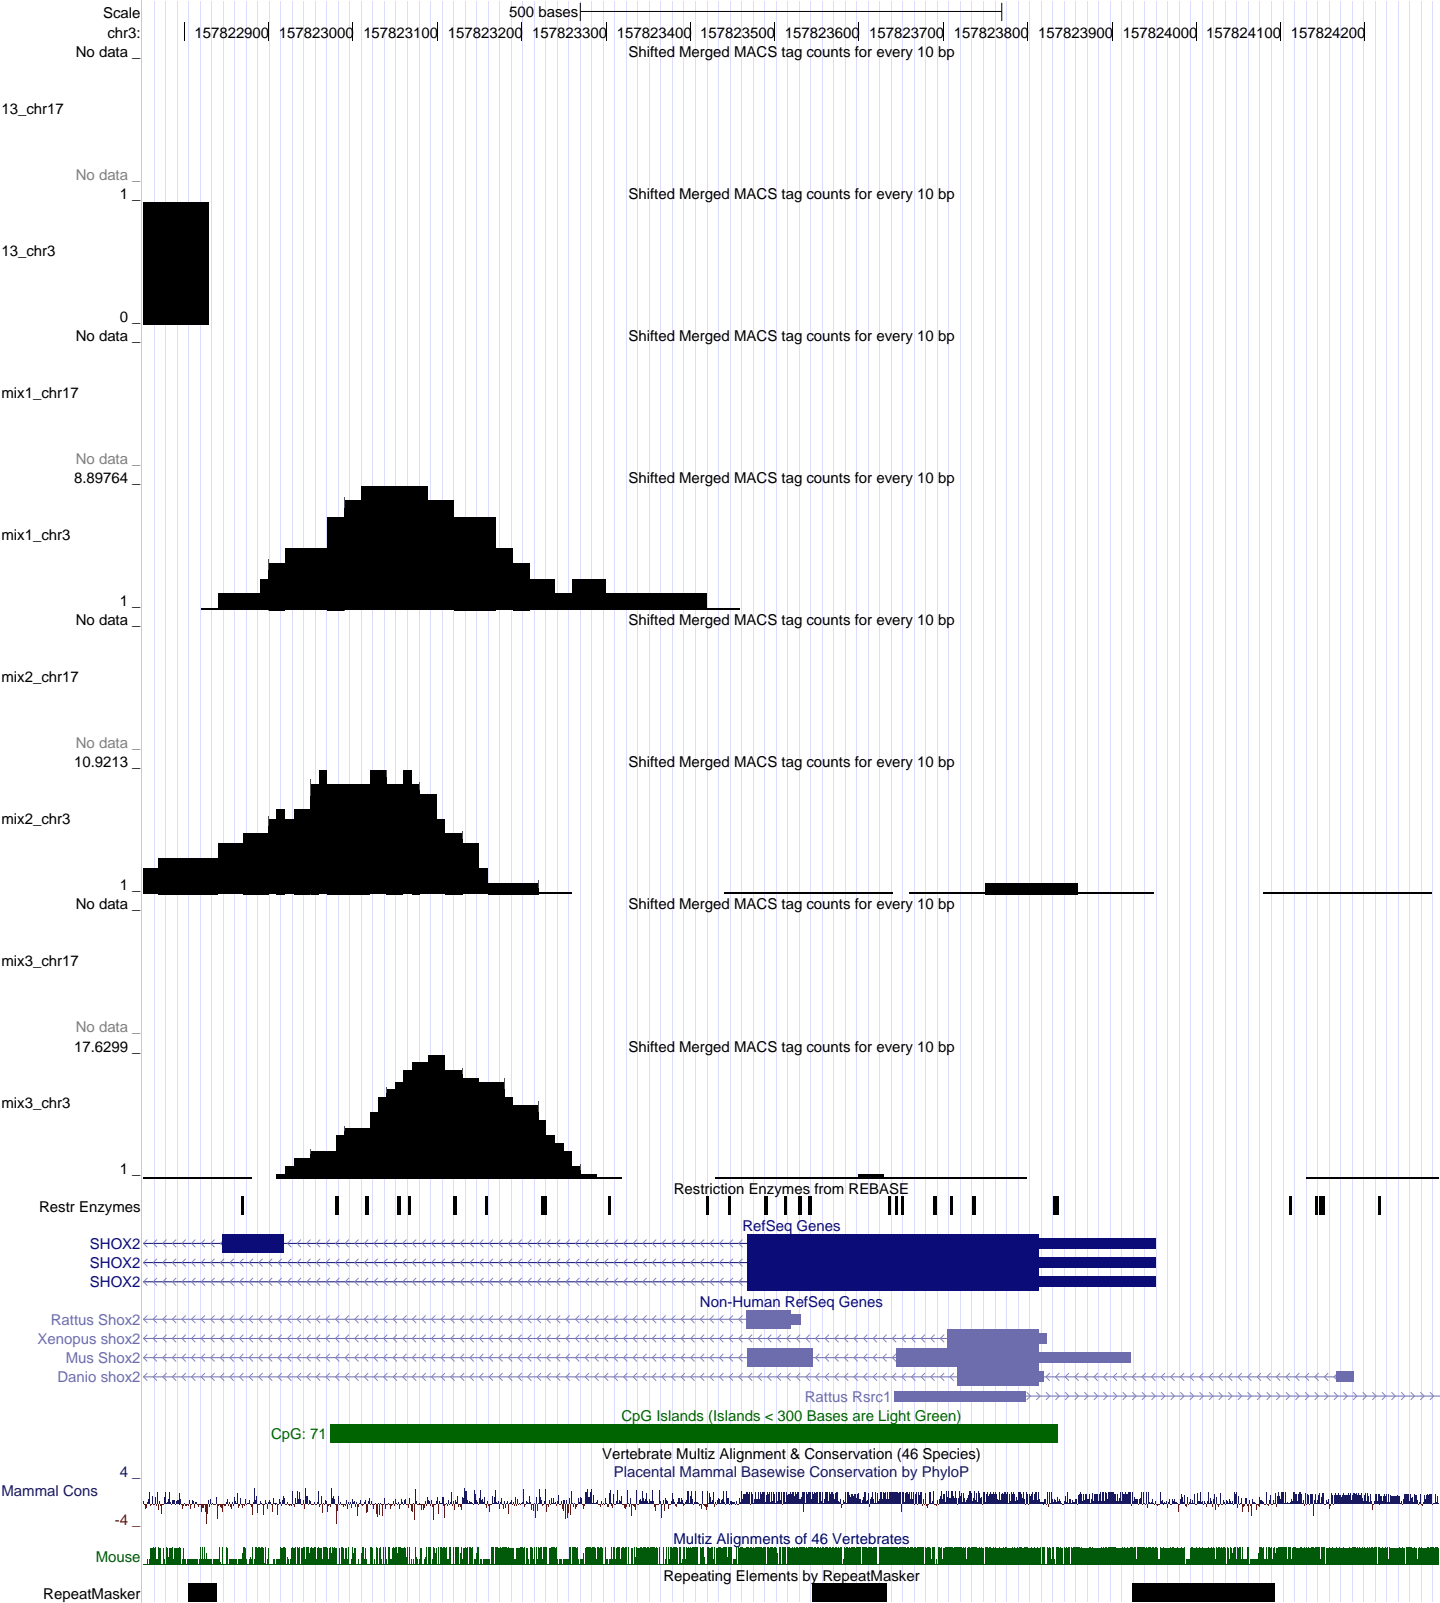 Scale 500 bases
chr3: 157822900 157823000 157823100 157823200 157823300 157823400 157823500 157823600 157823700 157823800 157823900 157824000 157824100 157824200
No data _ Shifted Merged MACS tag counts for every 10 bp
13_chr17
No data _
1 _ Shifted Merged MACS tag counts for every 10 bp
13_chr3
0 _
No data _ Shifted Merged MACS tag counts for every 10 bp
mix1_chr17
No data _
8.89764 _ Shifted Merged MACS tag counts for every 10 bp
mix1_chr3
1 _
No data _ Shifted Merged MACS tag counts for every 10 bp
mix2_chr17
No data _
10.9213 _ Shifted Merged MACS tag counts for every 10 bp
mix2_chr3
1 _
No data _ Shifted Merged MACS tag counts for every 10 bp
mix3_chr17
No data _
17.6299 _ Shifted Merged MACS tag counts for every 10 bp
mix3_chr3
1 _
Restriction Enzymes from REBASE
Restr Enzymes
RefSeq Genes
SHOX2
SHOX2
SHOX2
Non-Human RefSeq Genes
Rattus Shox2
Xenopus shox2
Mus Shox2
Danio shox2
Rattus Rsrc1
CpG Islands (Islands < 300 Bases are Light Green)
CpG: 71
Vertebrate Multiz Alignment & Conservation (46 Species)
4 _ Placental Mammal Basewise Conservation by PhyloP
Mammal Cons
-4 _
Multiz Alignments of 46 Vertebrates
Mouse
Repeating Elements by RepeatMasker
RepeatMasker